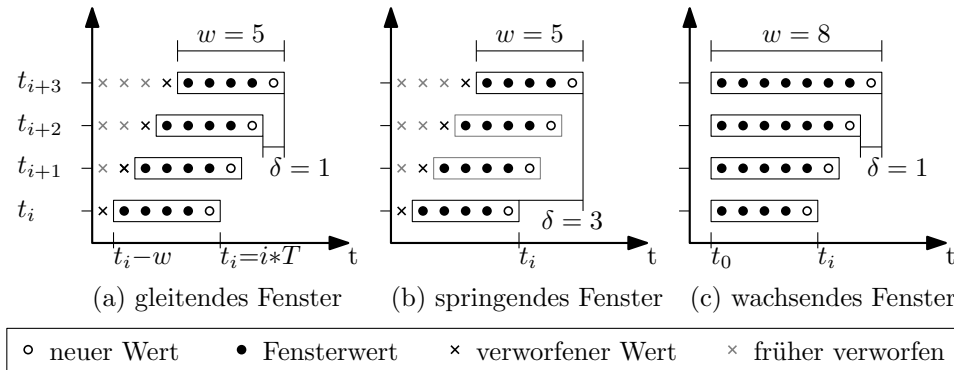 w = 5
w = 5
w = 8
t_{i+3}
t_{i+2}
t_{i+1}
t_i
δ = 1
δ = 3
δ = 1
t_i−w
t_i=i*T
t
t_i
t
t_0
t_i
t
(a) gleitendes Fenster
(b) springendes Fenster
(c) wachsendes Fenster
neuer Wert
Fensterwert
verworfener Wert
früher verworfen